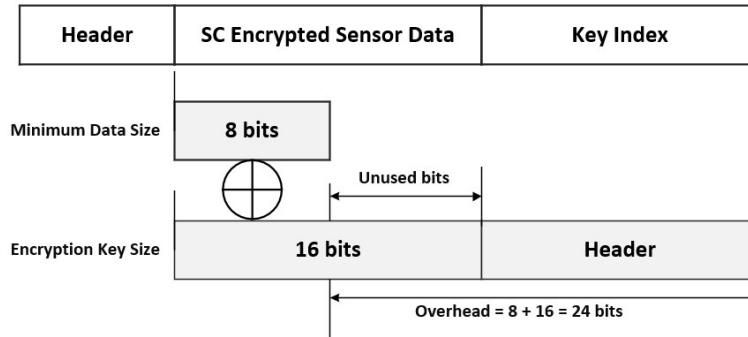 Header SC Encrypted Sensor Data Key Index
Minimum Data Size 8 bits
Unused bits
Encryption Key Size 16 bits Header
Overhead = 8 + 16 = 24 bits